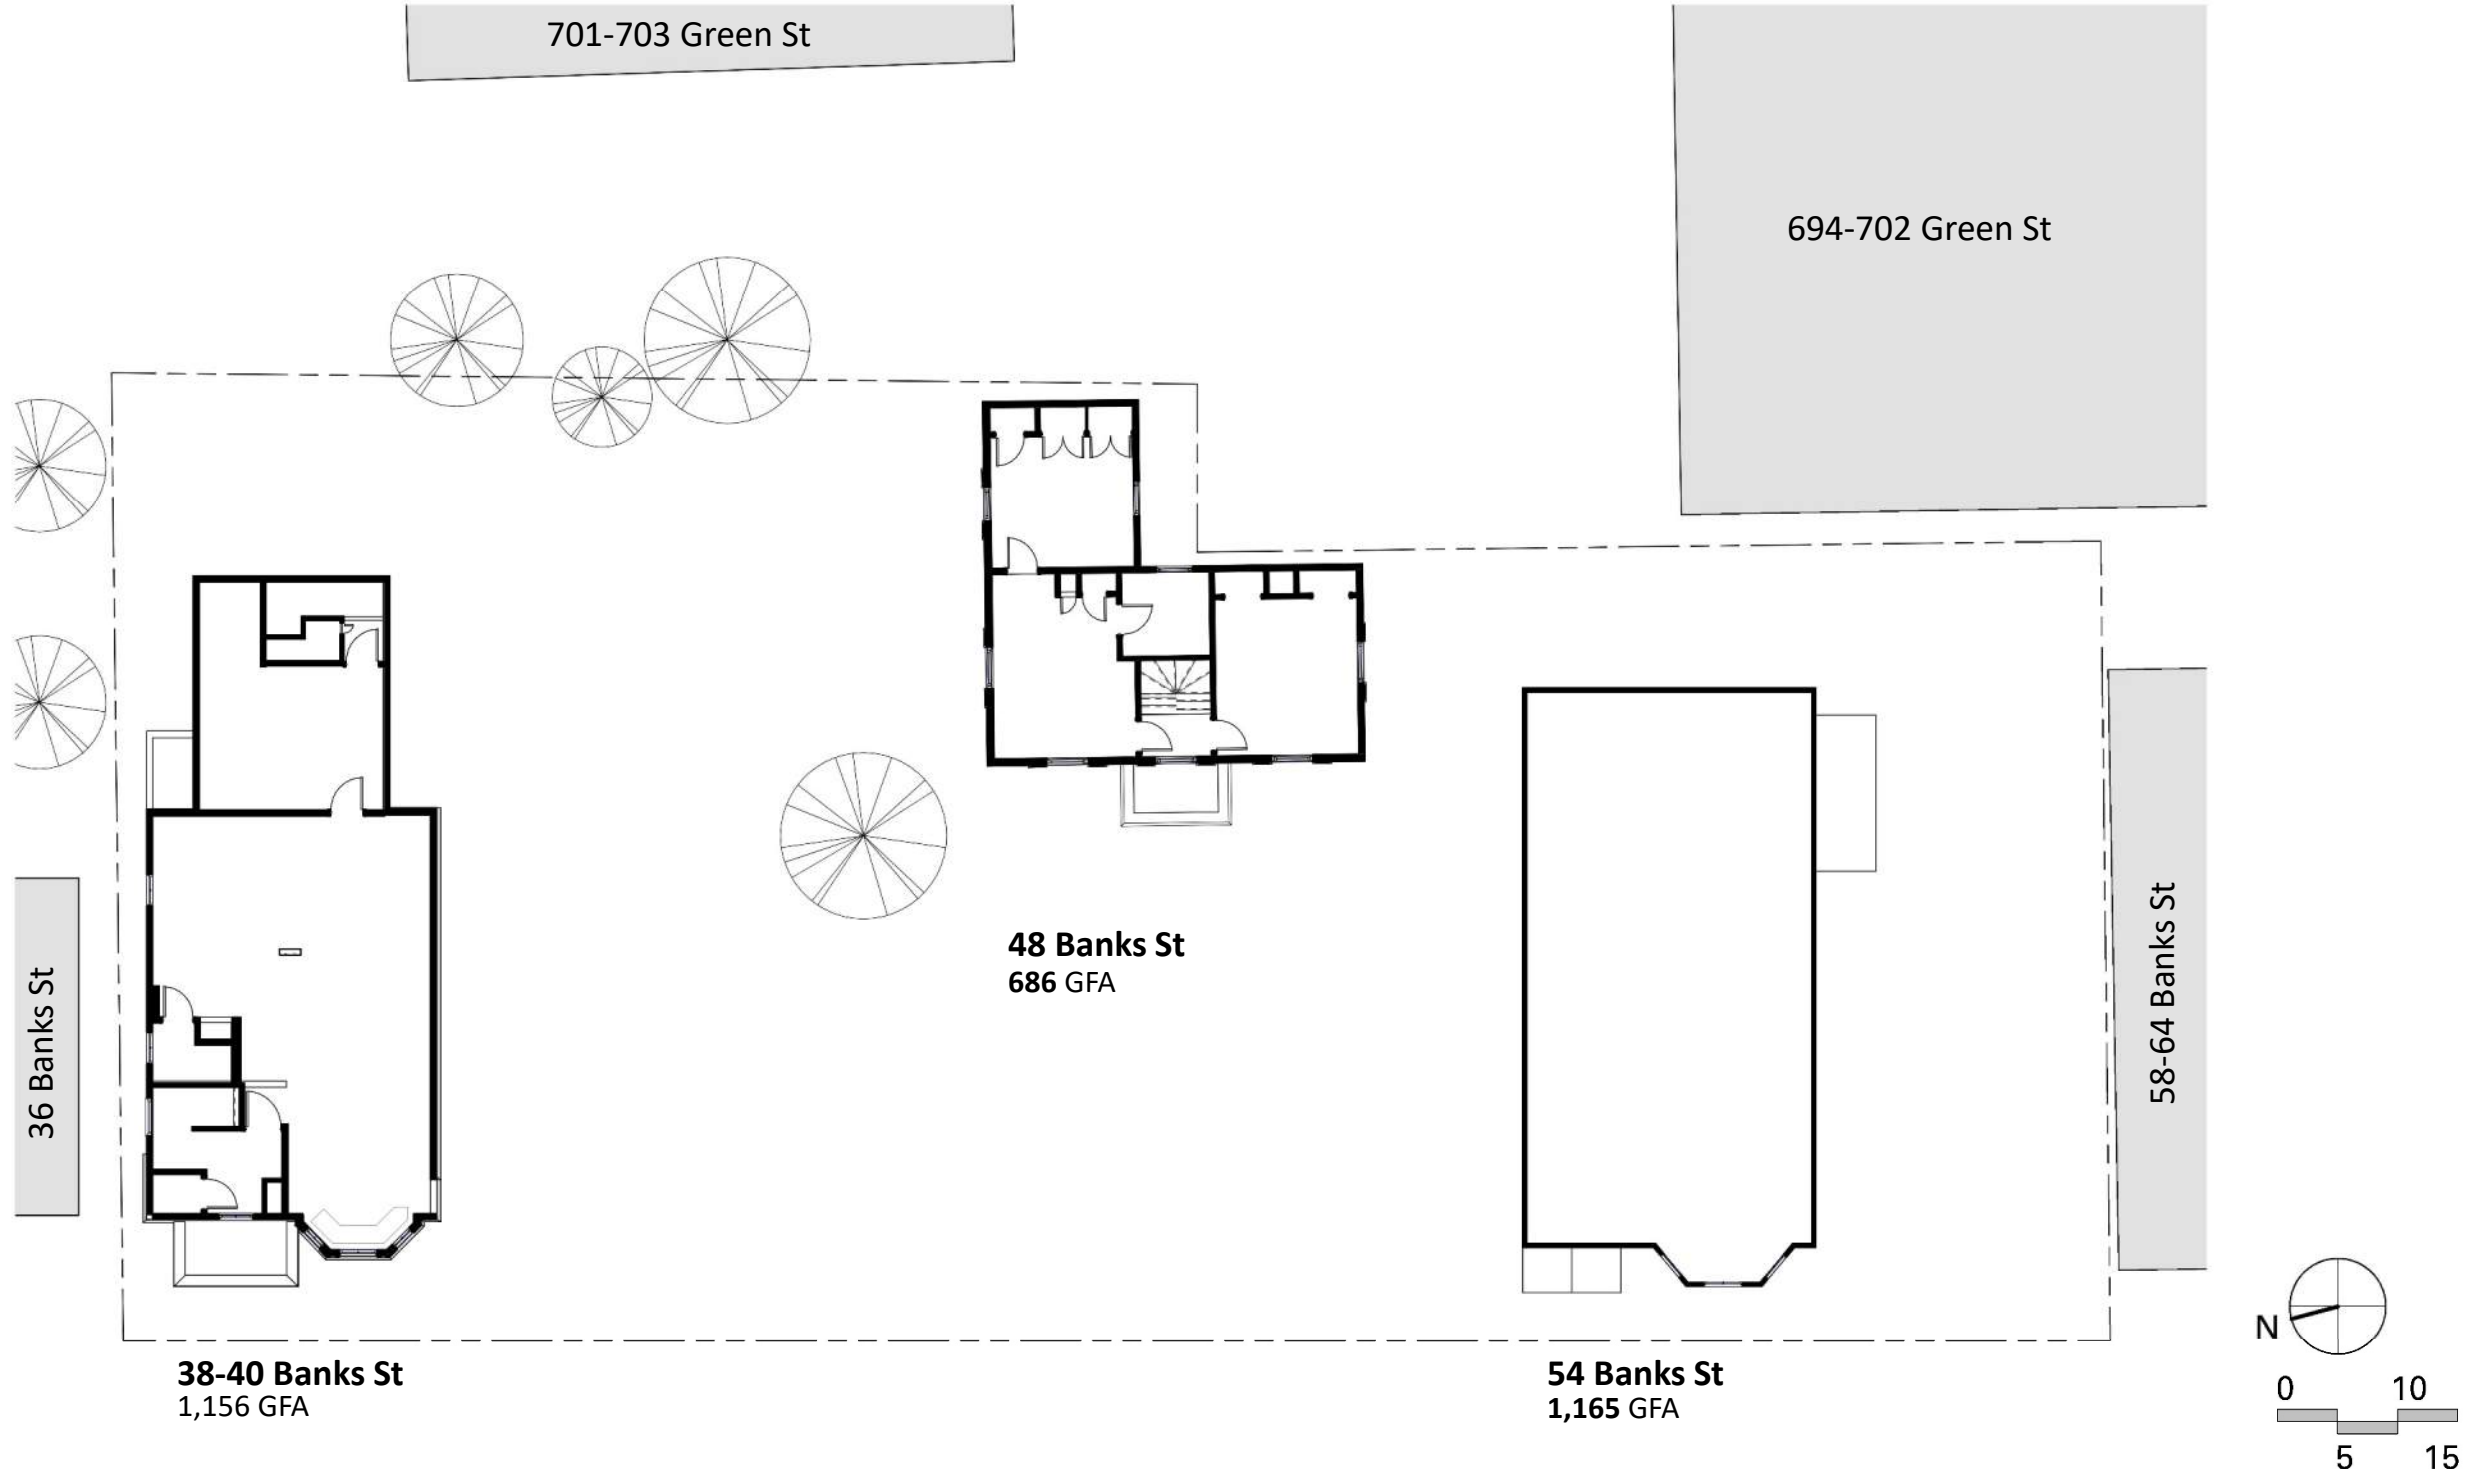 701-703 Green St
694-702 Green St
48 Banks St
686 GFA
36 Banks St
58-64 Banks St
38-40 Banks St
1,156 GFA
54 Banks St
1,165 GFA
N
0 10
5 15